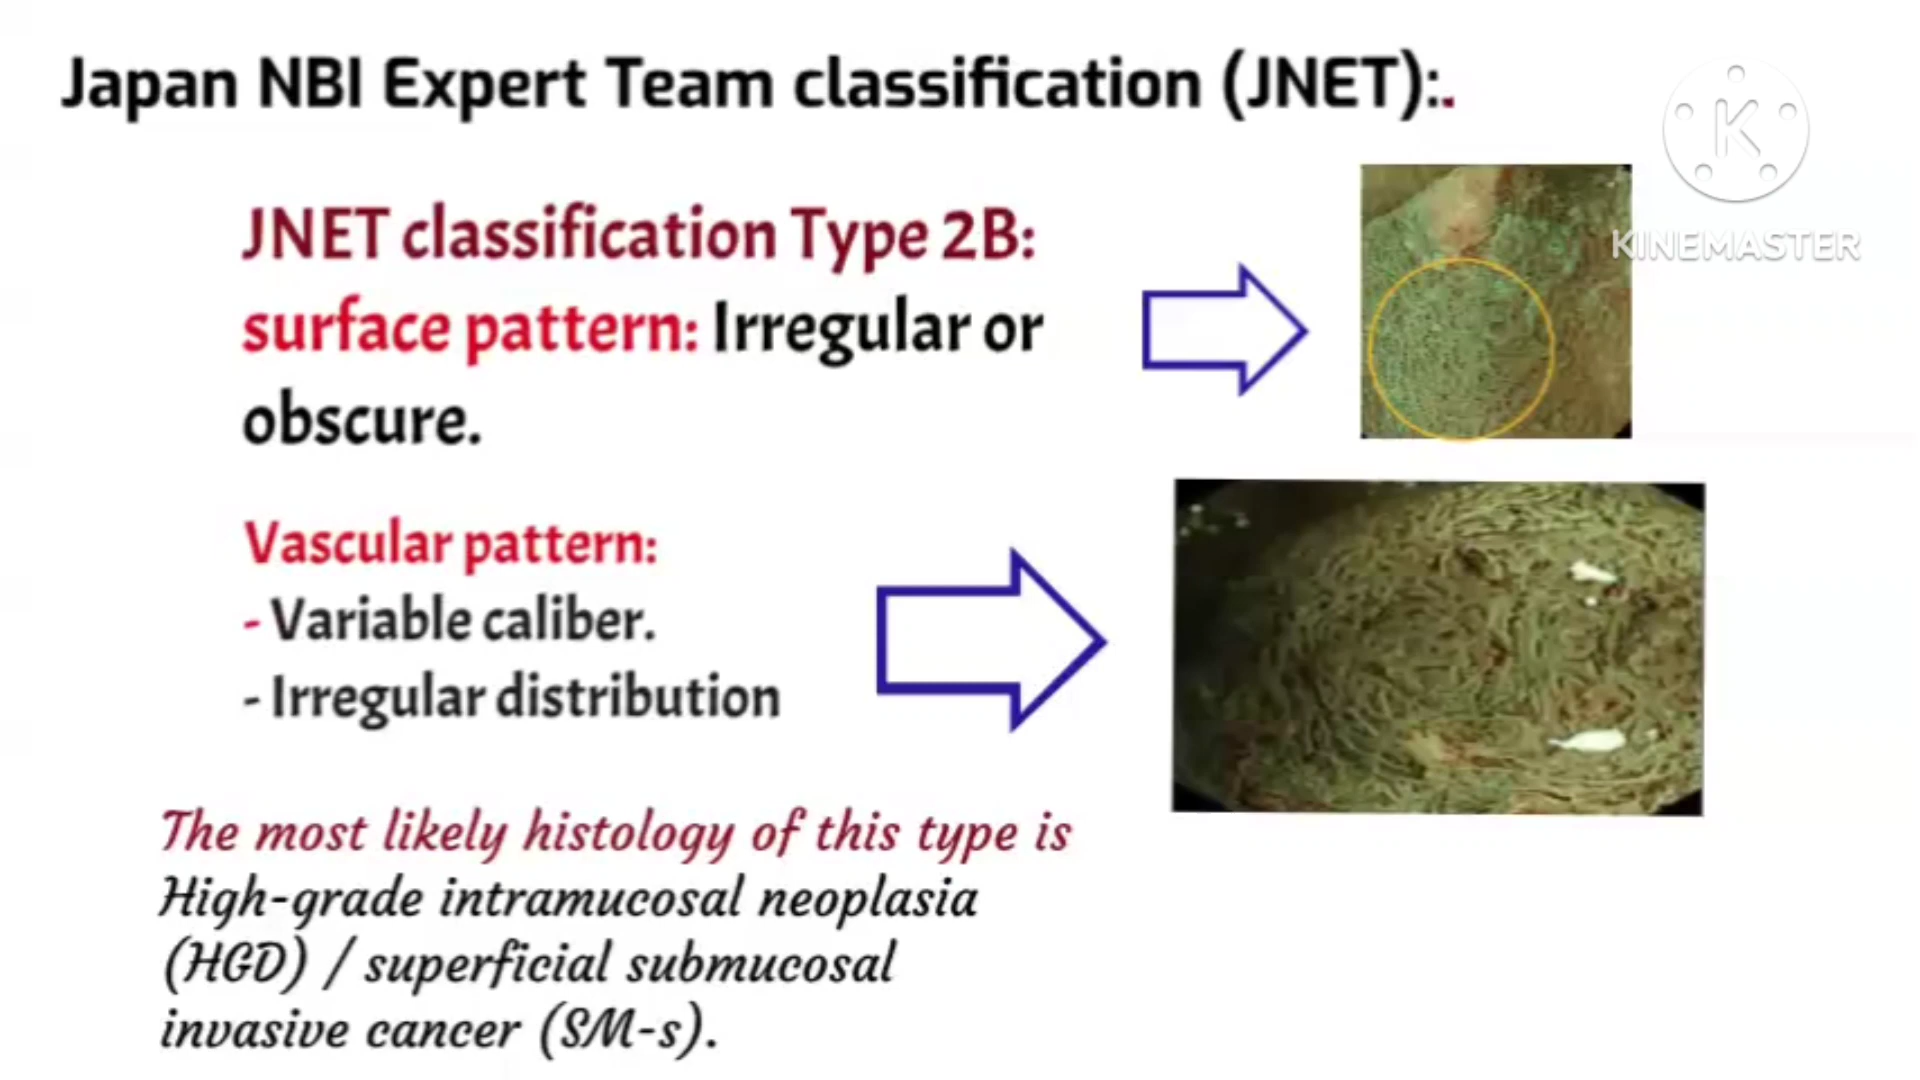 Japan NBI Expert Team classification (JNET):.
K
KINEMASTER
JNET classification Type 2B:
surface pattern: Irregular or
obscure.
Vascular pattern:
- Variable caliber.
- Irregular distribution
The most likely histology of this type is
High-grade intramucosal neoplasia
(HGD) / superficial submucosal
invasive cancer (SM-s).